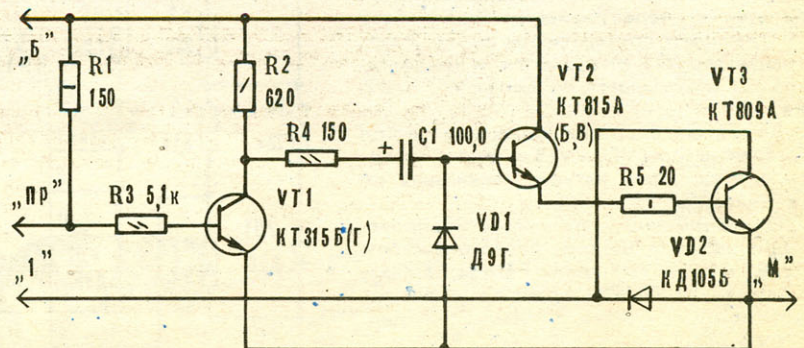 „Б"
R1
150
R2
620
R4 150
+
C1 100,0
VT2
КТ815А
(Б,В)
VT3
КТ809А
„ПР"
R3 5,1к
VT1
КТ315Б(Г)
VD1
Д9Г
R5 20
VD2
КД105Б
„1"
„М"